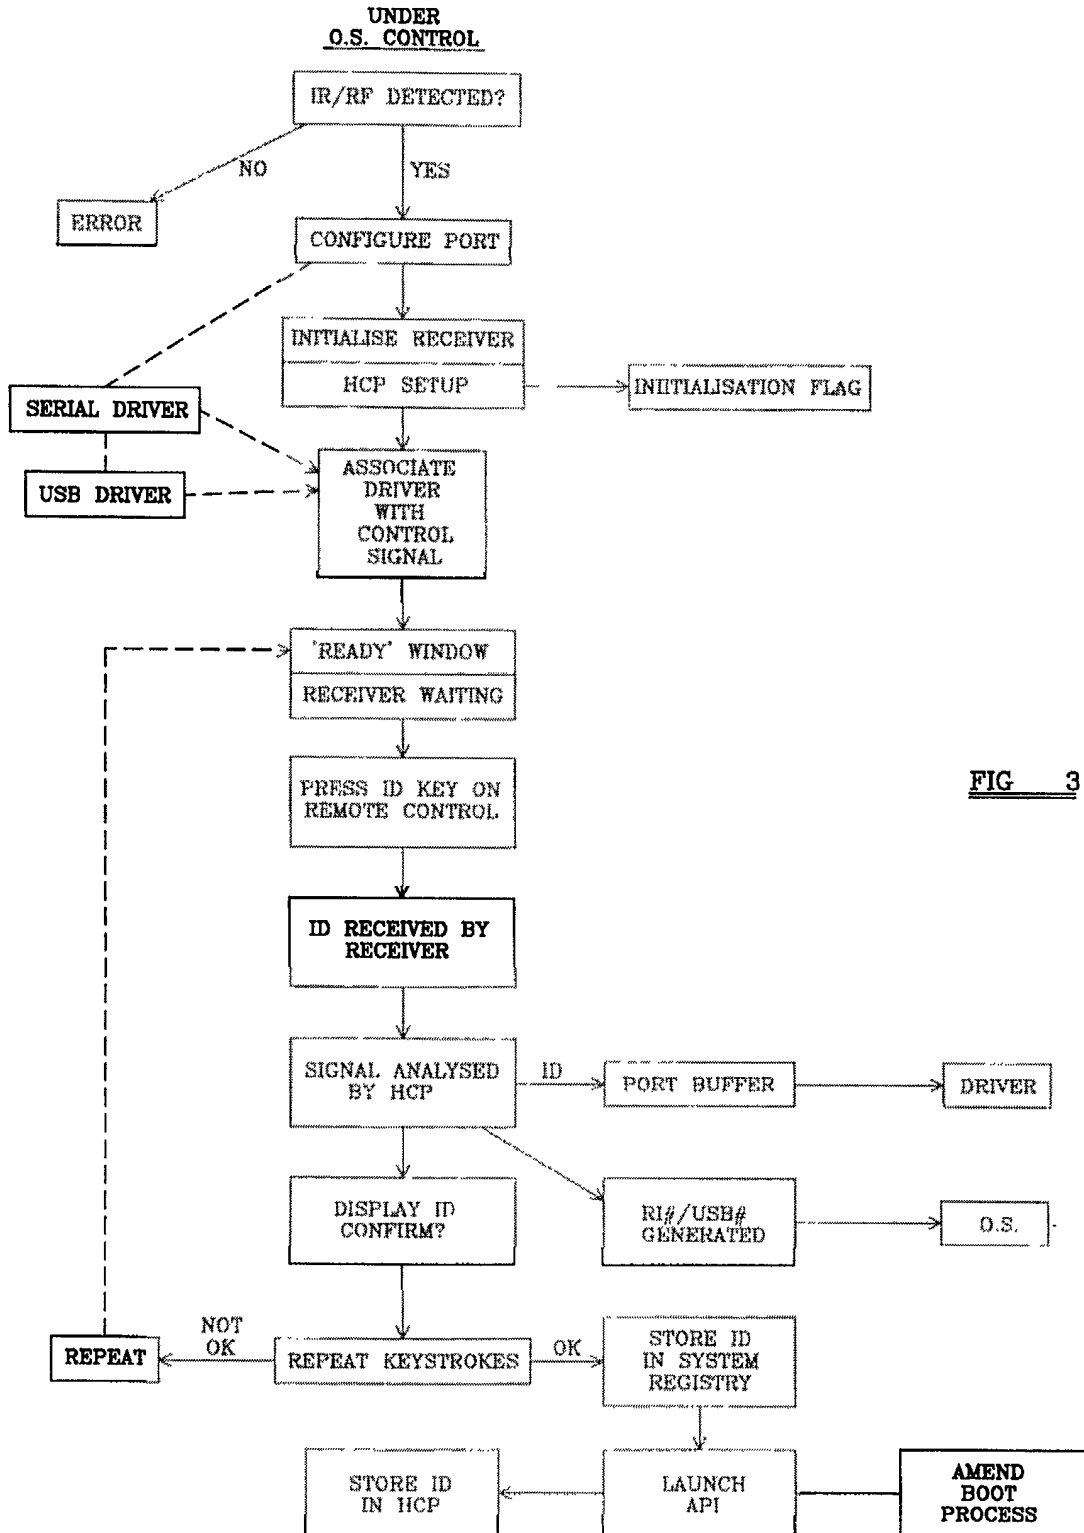 UNDER
O.S. CONTROL
IR/RF DETECTED?
NO
YES
ERROR
CONFIGURE PORT
INITIALISE RECEIVER
HCP SETUP
INIITIALISATION FLAG
SERIAL DRIVER
USB DRIVER
ASSOCIATE
DRIVER
WITH
CONTROL
SIGNAL
'READY' WINDOW
RECEIVER WAITING
PRESS ID KEY ON
REMOTE CONTROL
FIG 3
ID RECEIVED BY
RECEIVER
SIGNAL ANALYSED
BY HCP
ID
PORT BUFFER
DRIVER
DISPLAY ID
CONFIRM?
RI#/USB#
GENERATED
O.S.
REPEAT
NOT
OK
REPEAT KEYSTROKES
OK
STORE ID
IN SYSTEM
REGISTRY
STORE ID
IN HCP
LAUNCH
API
AMEND
BOOT
PROCESS